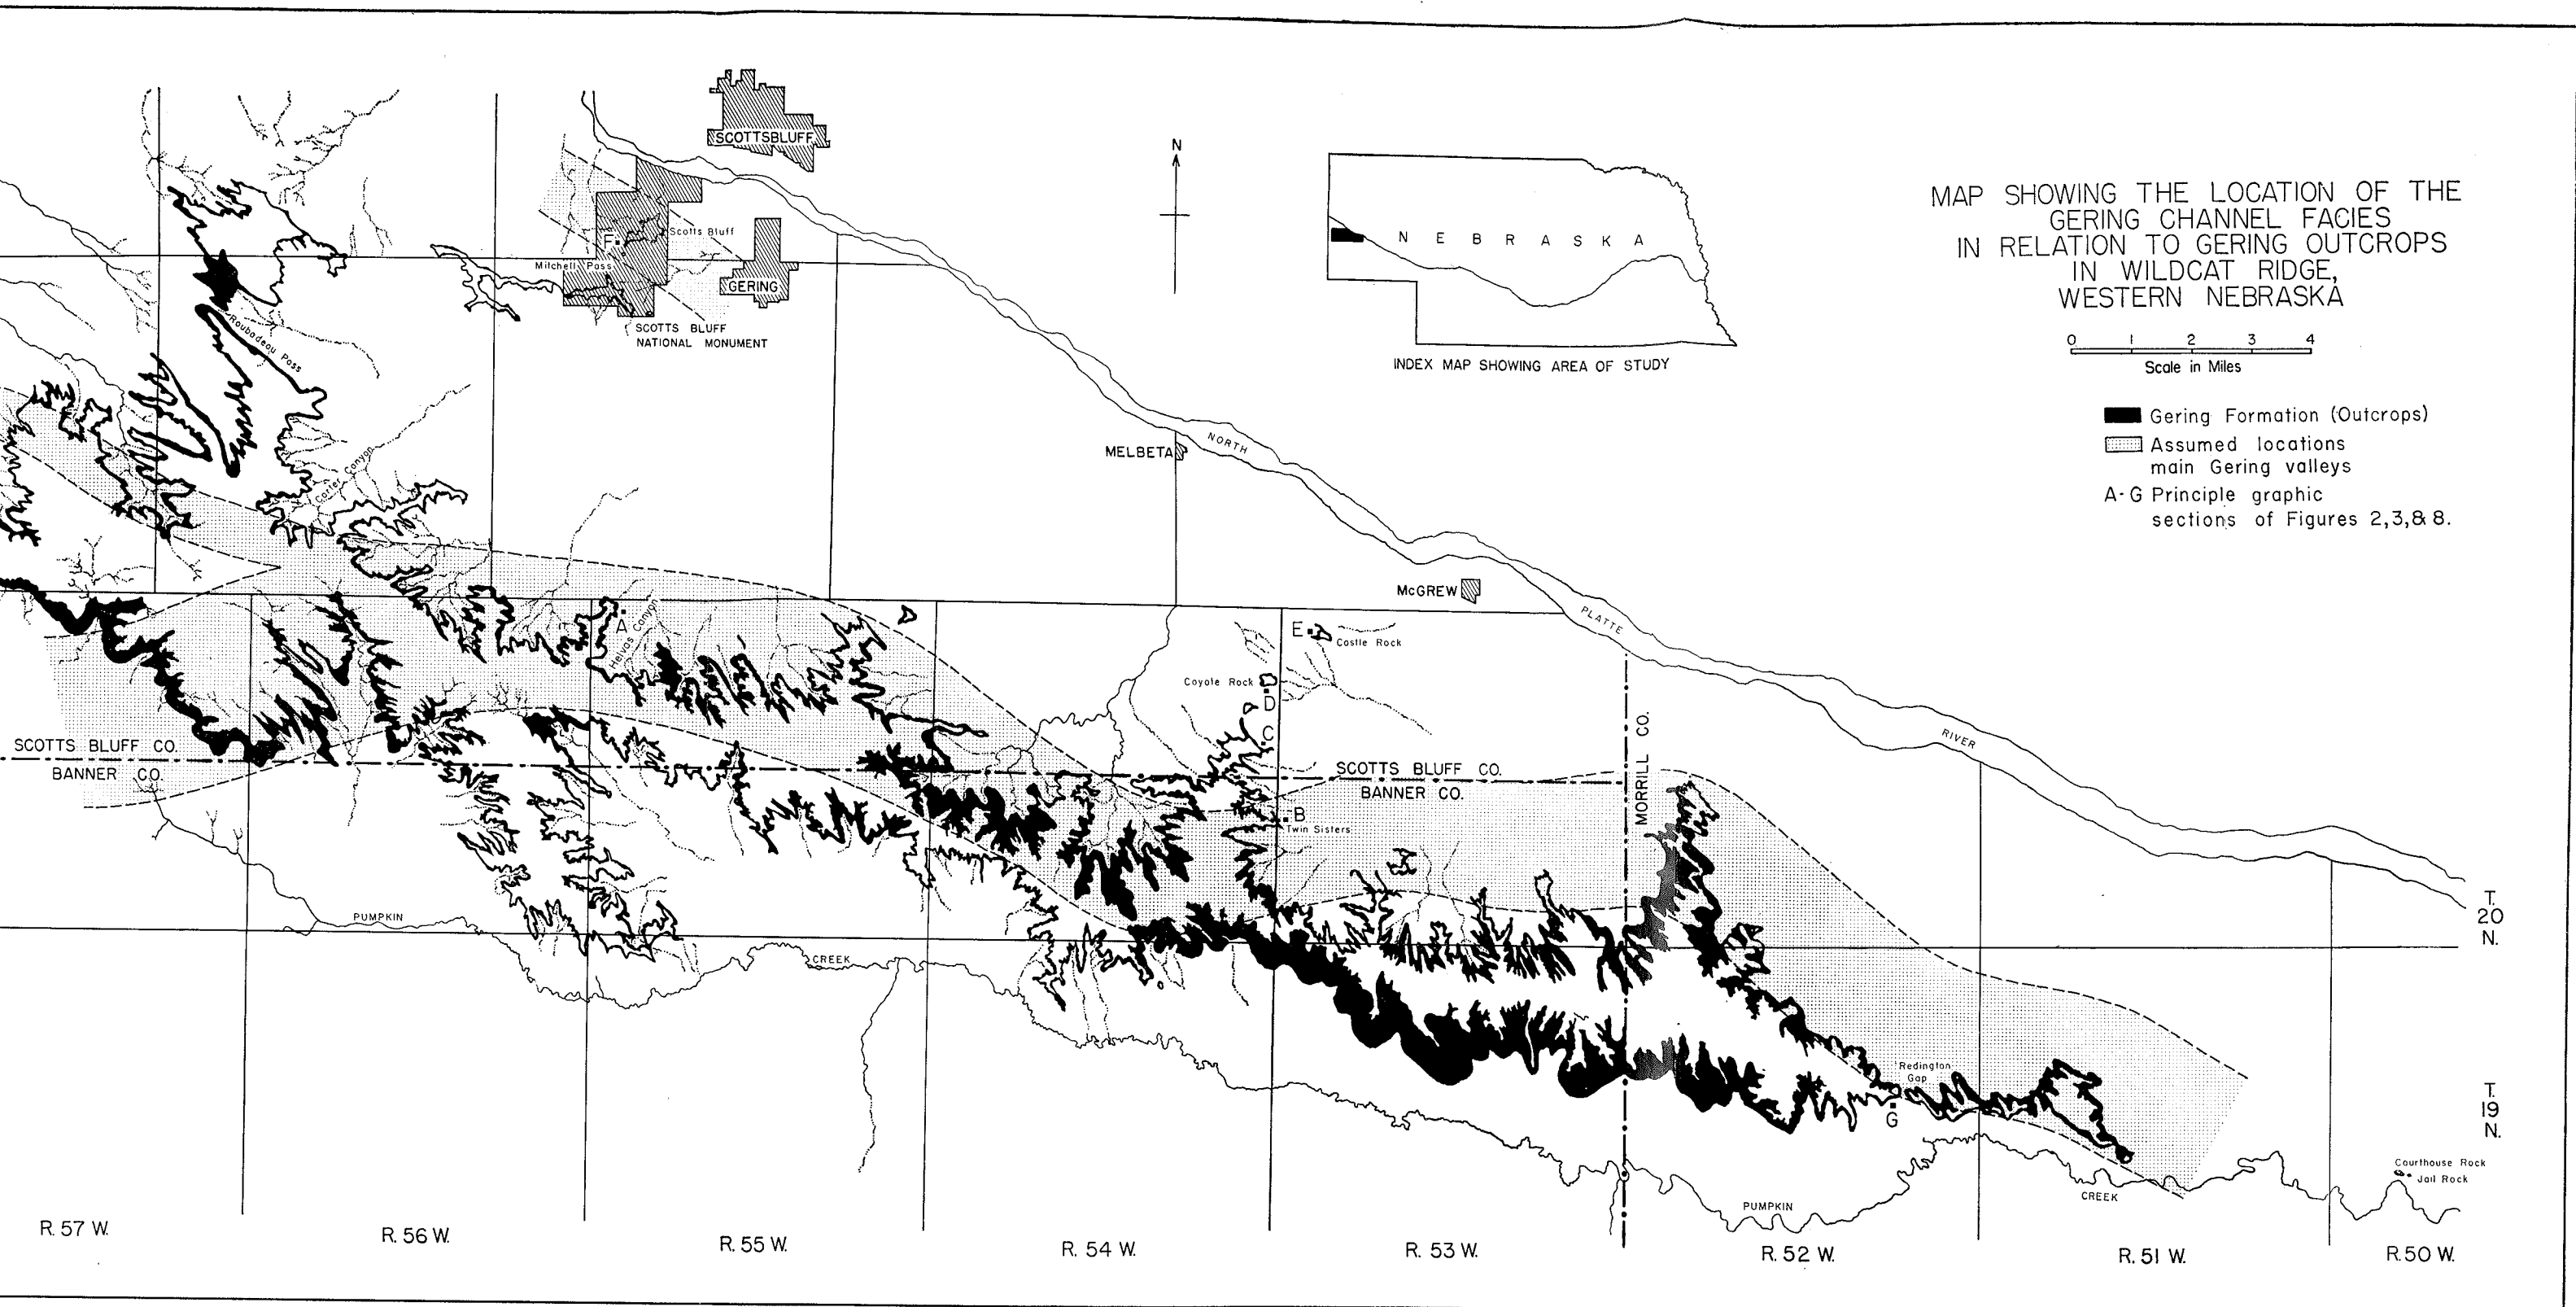 MAP SHOWING THE LOCATION OF THE
GERING CHANNEL FACIES
IN RELATION TO GERING OUTCROPS
IN WILDCAT RIDGE,
WESTERN NEBRASKA
0 1 2 3 4
Scale in Miles
Gering Formation (Outcrops)
Assumed locations
main Gering valleys
A-G Principle graphic
sections of Figures 2,3,& 8.
N
NEBRASKA
INDEX MAP SHOWING AREA OF STUDY
SCOTTSBLUFF
Scotts Bluff
F
Mitchell Pass
GERING
SCOTTS BLUFF
NATIONAL MONUMENT
Roubadeau Pass
Carter Canyon
MELBETA
NORTH
McGREW
PLATTE
RIVER
A
Helvas Canyon
E
Castle Rock
Coyote Rock
D
C
SCOTTS BLUFF CO.
BANNER CO.
SCOTTS BLUFF CO.
BANNER CO.
MORRILL CO.
B
Twin Sisters
PUMPKIN
CREEK
T.
20
N.
Redington
Gap
G
T.
19
N.
Courthouse Rock
Jail Rock
PUMPKIN
CREEK
R. 57 W.
R. 56 W.
R. 55 W.
R. 54 W.
R. 53 W.
R. 52 W.
R. 51 W.
R. 50 W.